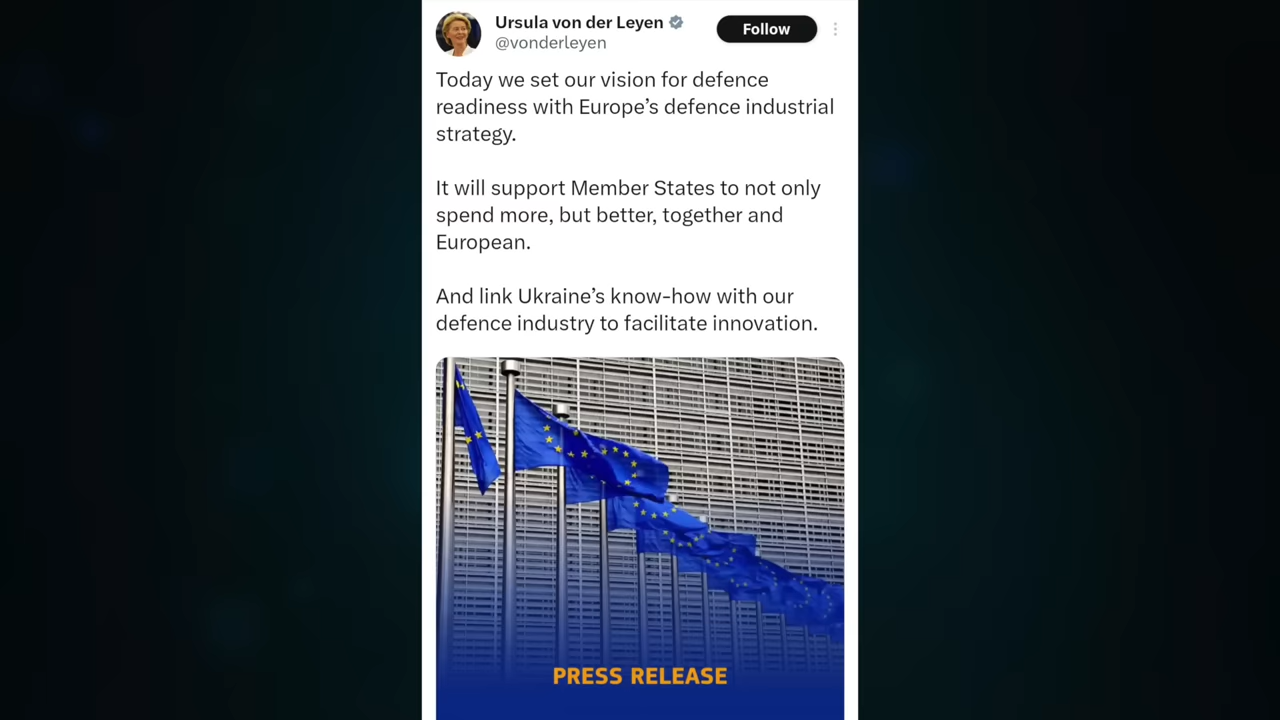 Ursula von der Leyen
@vonderleyen
Follow
Today we set our vision for defence
readiness with Europe’s defence industrial
strategy.
It will support Member States to not only
spend more, but better, together and
European.
And link Ukraine’s know-how with our
defence industry to facilitate innovation.
PRESS RELEASE